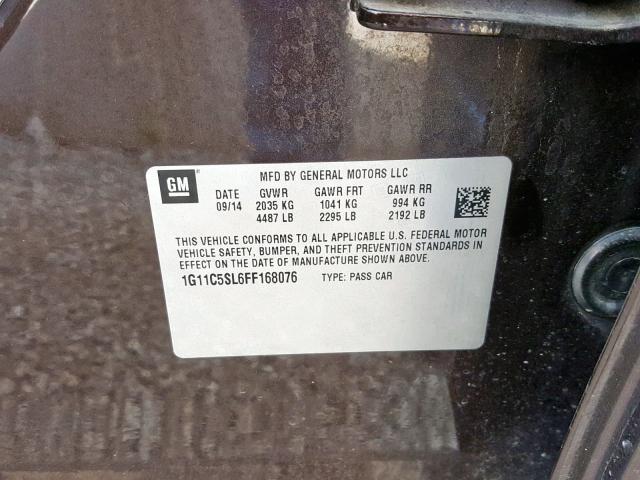 GM
MFD BY GENERAL MOTORS LLC
DATE GVWR GAWR FRT GAWR RR
09/14 2035 KG 1041 KG 994 KG
4487 LB 2295 LB 2192 LB
THIS VEHICLE CONFORMS TO ALL APPLICABLE U.S. FEDERAL MOTOR
VEHICLE SAFETY, BUMPER, AND THEFT PREVENTION STANDARDS IN
EFFECT ON THE DATE OF MANUFACTURE SHOWN ABOVE.
1G11C5SL6FF168076 TYPE: PASS CAR